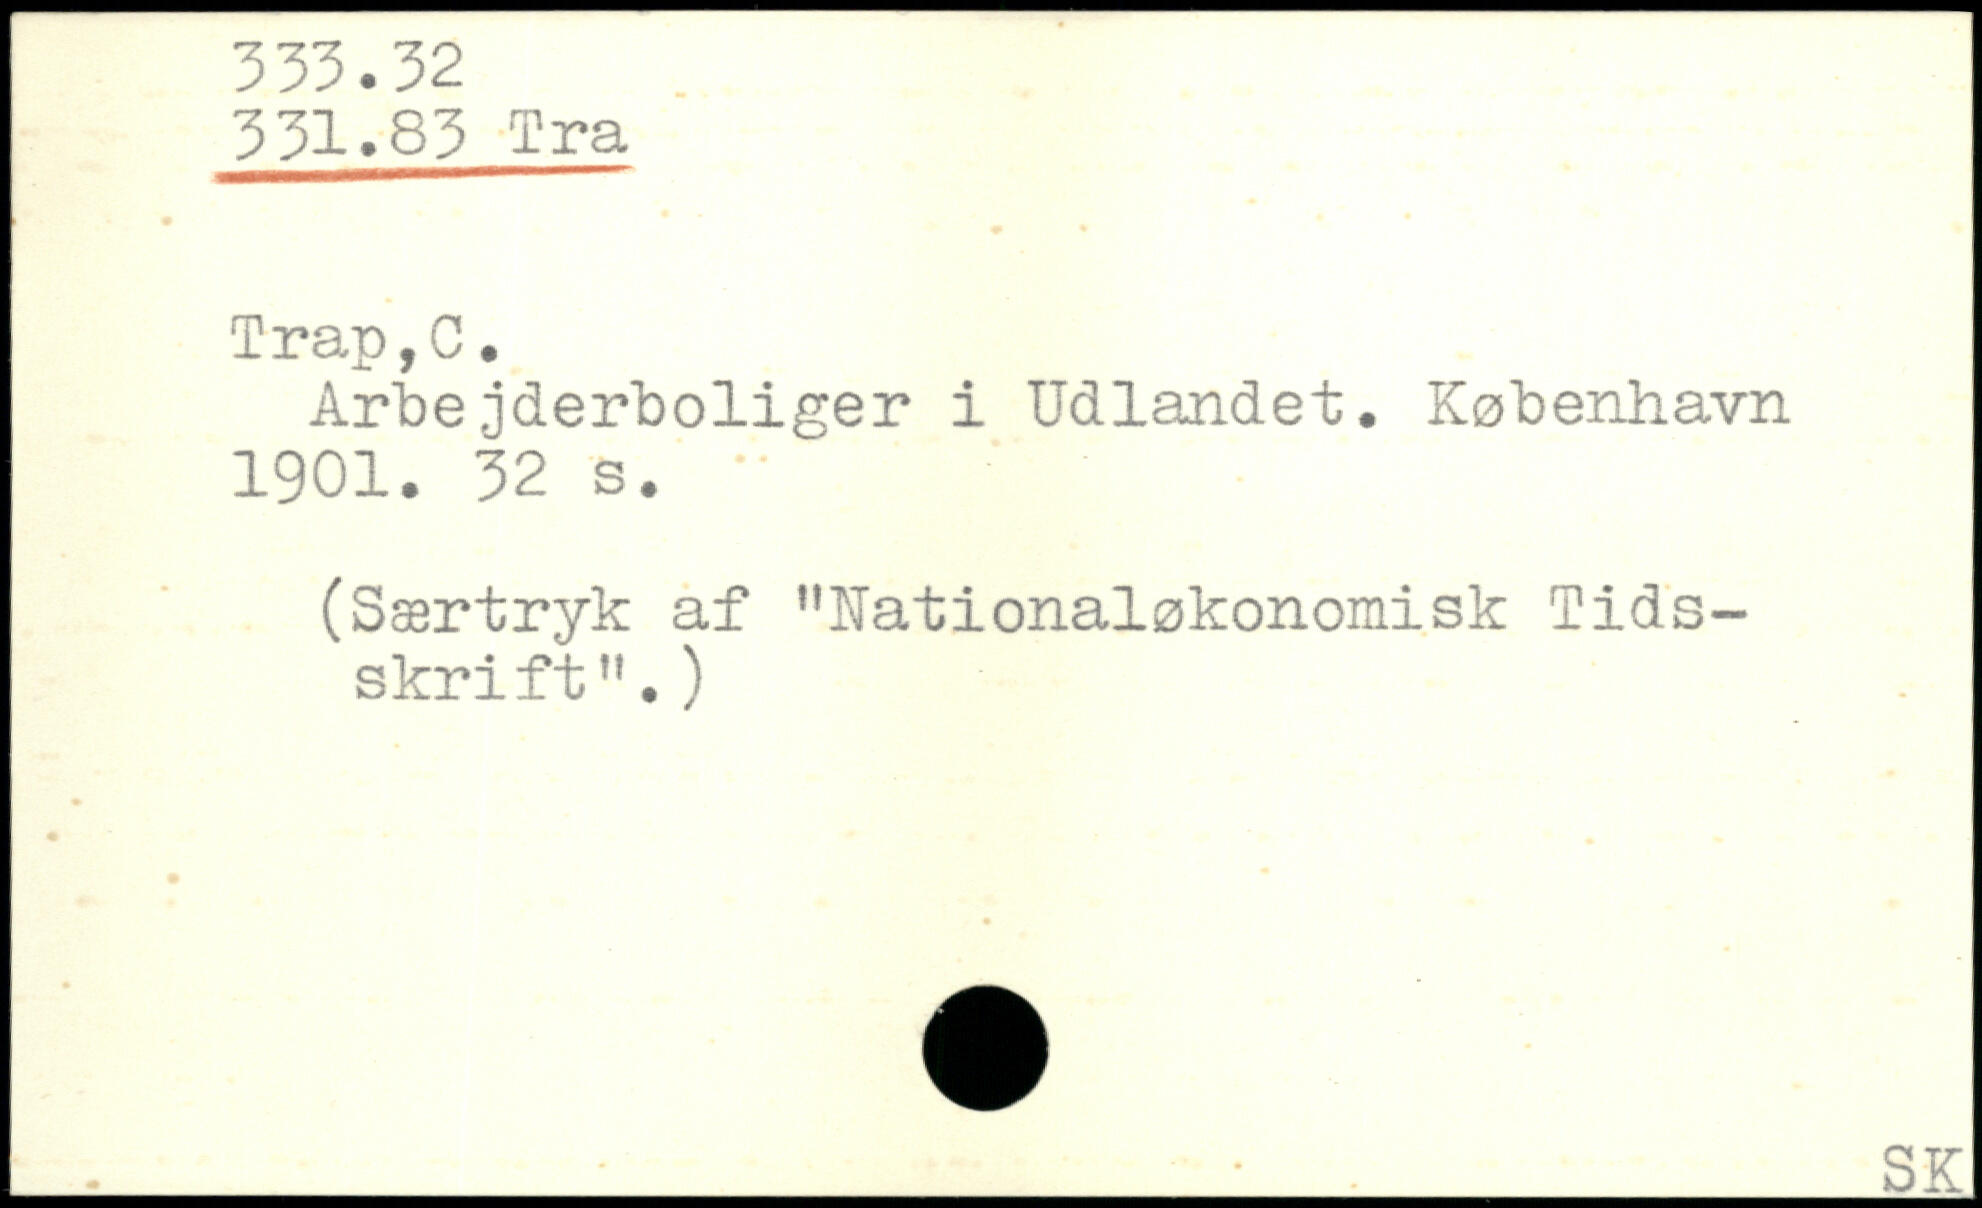 333.32
331.83 Tra
Trap,C.
Arbejderboliger i Udlandet. København
1901. 32 s.
(Særtryk af "Nationaløkonomisk Tids-
skrift".)
SK